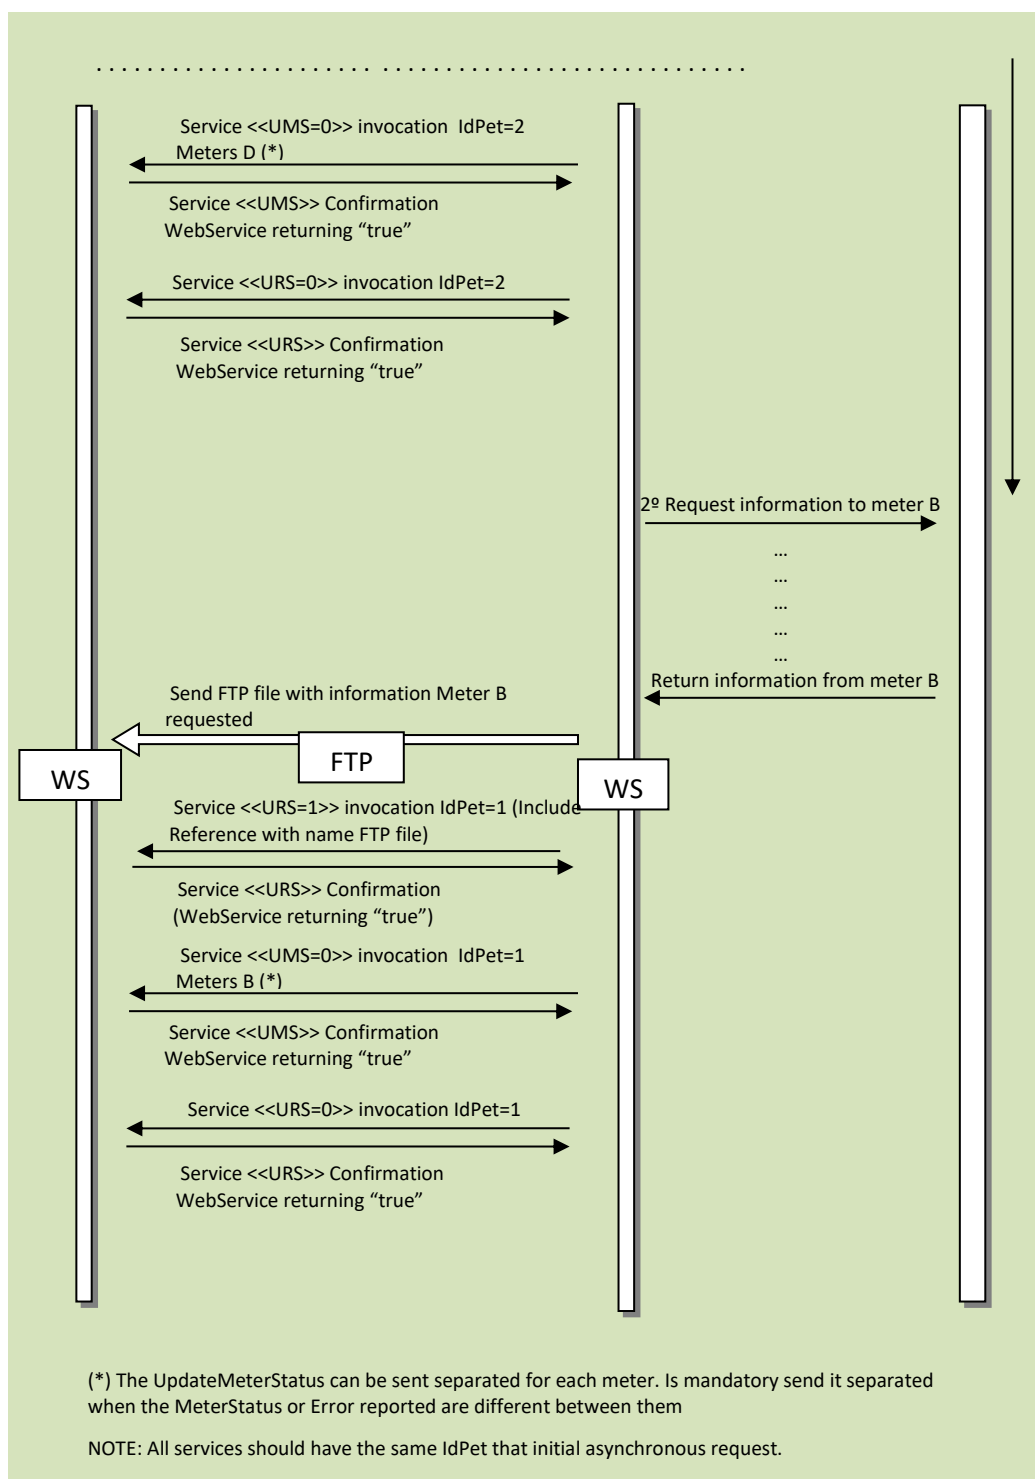 Service <<UMS=0>> invocation  IdPet=2
Meters D (*)
Service <<UMS>> Confirmation
WebService returning “true”
Service <<URS=0>> invocation IdPet=2
Service <<URS>> Confirmation
WebService returning “true”
2º Request information to meter B
...
...
...
...
...
Return information from meter B
Send FTP file with information Meter B
requested
FTP
WS
WS
Service <<URS=1>> invocation IdPet=1 (Include
Reference with name FTP file)
Service <<URS>> Confirmation
(WebService returning “true”)
Service <<UMS=0>> invocation  IdPet=1
Meters B (*)
Service <<UMS>> Confirmation
WebService returning “true”
Service <<URS=0>> invocation IdPet=1
Service <<URS>> Confirmation
WebService returning “true”
(*) The UpdateMeterStatus can be sent separated for each meter. Is mandatory send it separated
when the MeterStatus or Error reported are different between them
NOTE: All services should have the same IdPet that initial asynchronous request.